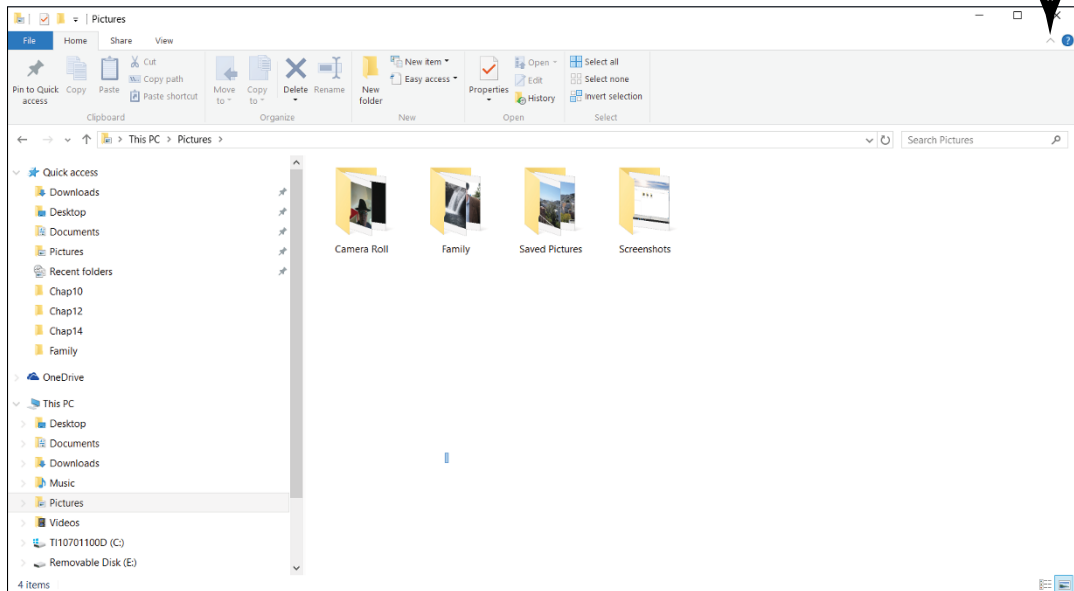 Pictures
File Home Share View
Pin to Quick access
Copy
Paste
Cut
Copy path
Paste shortcut
Clipboard
Move to
Copy to
Delete
Rename
Organize
New folder
New item
Easy access
New
Properties
Open
Edit
History
Open
Select all
Select none
Invert selection
Select
This PC > Pictures >
Search Pictures
Quick access
Downloads
Desktop
Documents
Pictures
Recent folders
Chap10
Chap12
Chap14
Family
OneDrive
This PC
Desktop
Documents
Downloads
Music
Pictures
Videos
TI10701100D (C:)
Removable Disk (E:)
Camera Roll
Family
Saved Pictures
Screenshots
4 items